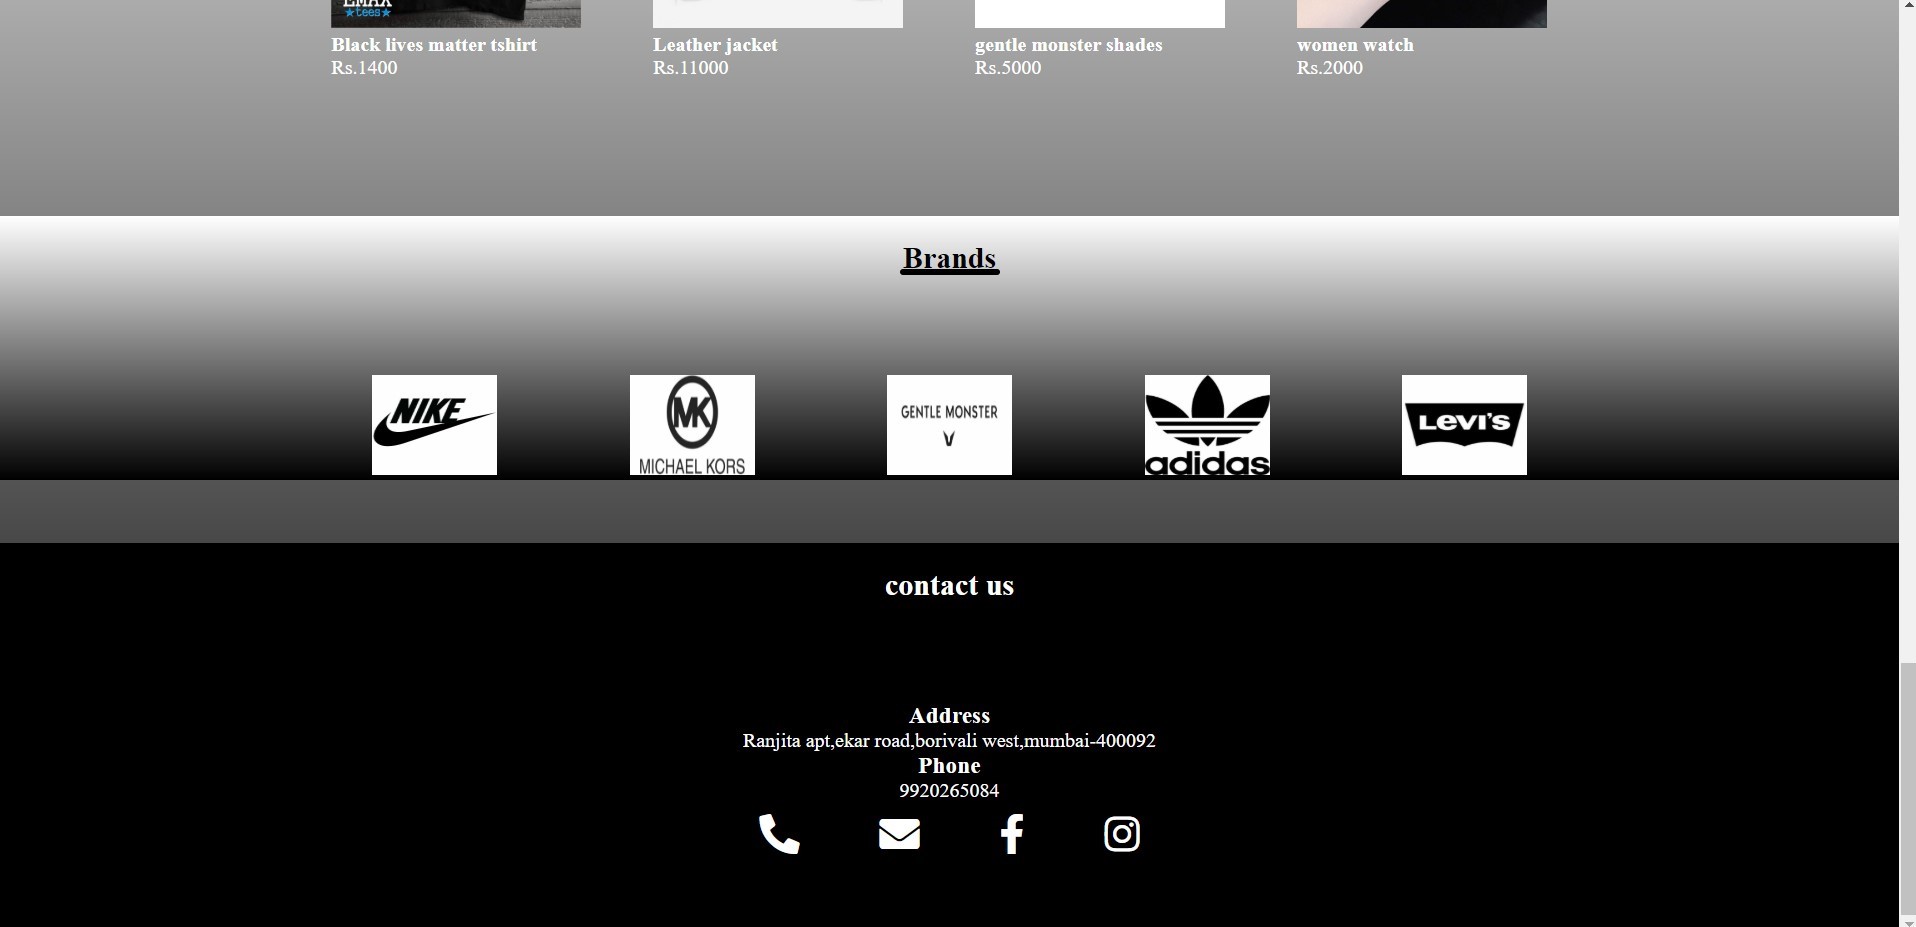 EMAX
★tees★
Black lives matter tshirt
Rs.1400
Leather jacket
Rs.11000
gentle monster shades
Rs.5000
women watch
Rs.2000
Brands
NIKE
MK
MICHAEL KORS
GENTLE MONSTER
adidas
LEVI'S
contact us
Address
Ranjita apt,ekar road,borivali west,mumbai-400092
Phone
9920265084